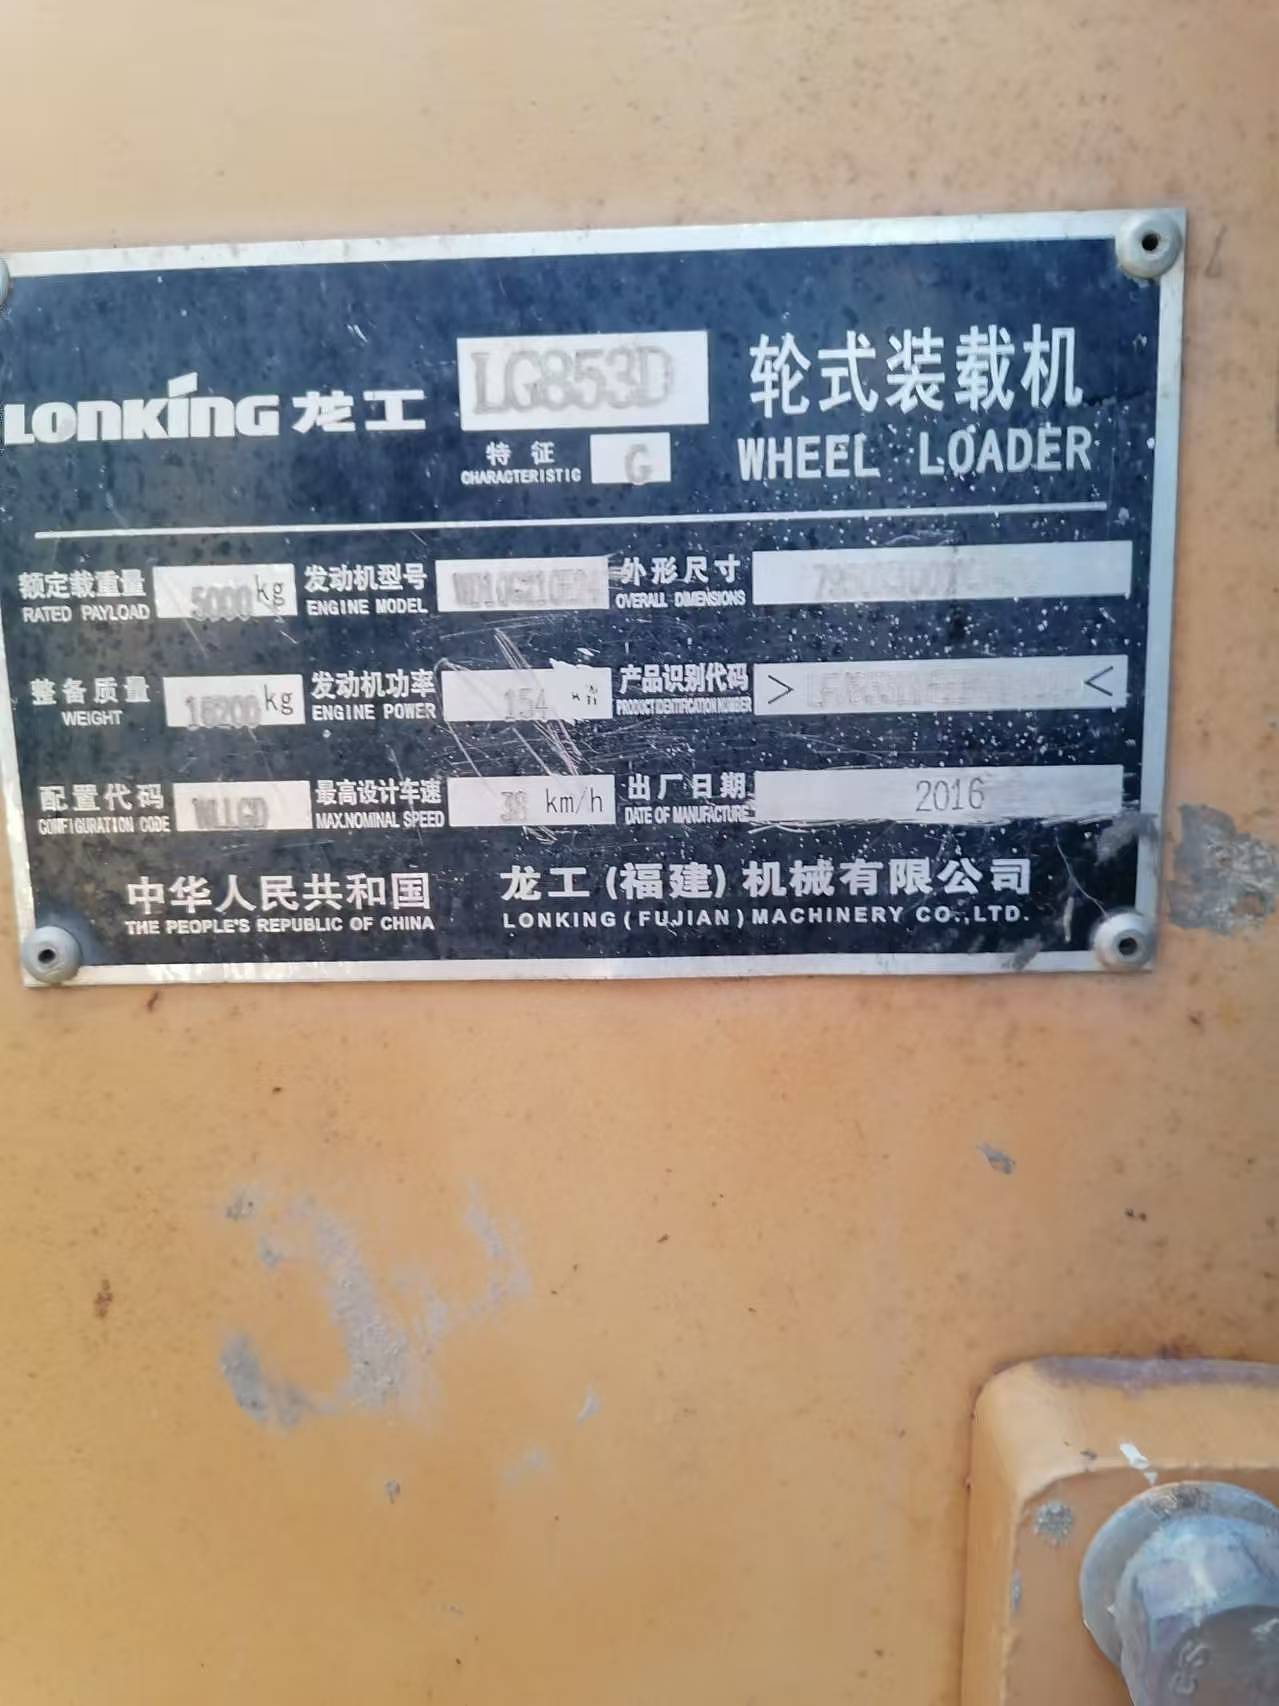 LONKING 龙工 LG853D 轮式装载机
特征 G
CHARACTERISTIC WHEEL LOADER
额定载重量 5000 kg 发动机型号 WD10G210E24 外形尺寸
RATED PAYLOAD ENGINE MODEL OVERALL DIMENSIONS
整备质量 kg 发动机功率 154 产品识别代码 > <
WEIGHT ENGINE POWER PRODUCT IDENTIFICATION NUMBER
配置代码 WLLGD 最高设计车速 38 km/h 出厂日期 2016
CONFIGURATION CODE MAX.NOMINAL SPEED DATE OF MANUFACTURE
中华人民共和国 龙工(福建)机械有限公司
THE PEOPLE'S REPUBLIC OF CHINA LONKING(FUJIAN)MACHINERY CO.,LTD.